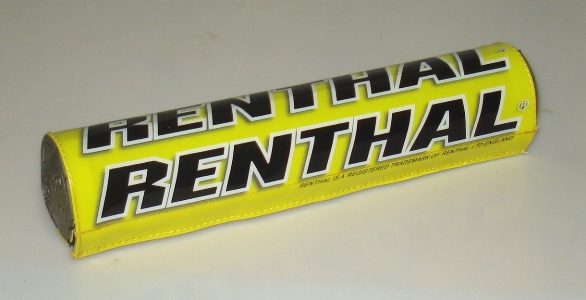 RENTHAL
RENTHAL ®
RENTHAL IS A REGISTERED TRADEMARK OF RENTHAL LTD ENGLAND